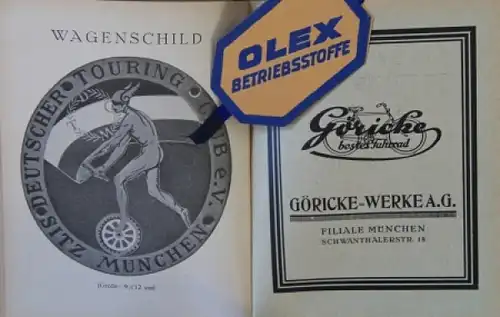 WAGENSCHILD
DEUTSCHER TOURING CLUB e.V.
SITZ MÜNCHEN
OLEX
BETRIEBSSTOFFE
Göricke
bestes Fahrrad
GÖRICKE-WERKE A.G.
FILIALE MÜNCHEN
SCHWANTHALERSTR. 18